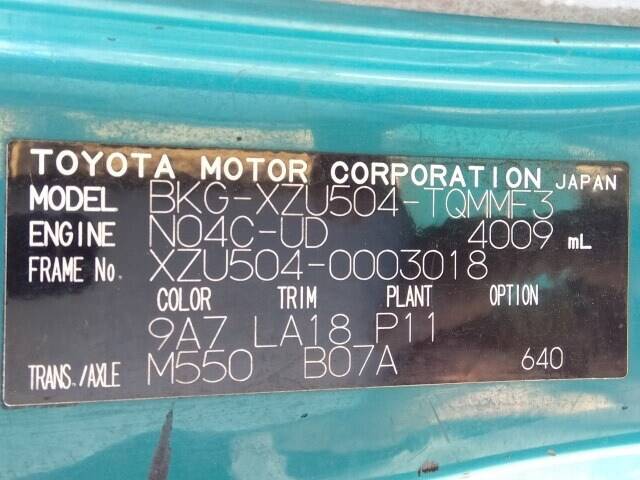 TOYOTA MOTOR CORPORATION JAPAN
MODEL BKG-XZU504-TQMMF3
ENGINE N04C-UD 4009 mL
FRAME No. XZU504-0003018
COLOR TRIM PLANT OPTION
9A7 LA18 P11
TRANS./AXLE M550 B07A 640